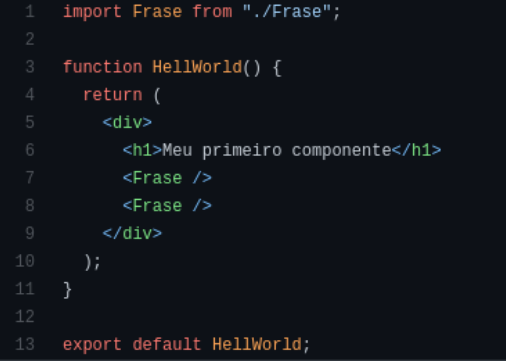 1 import Frase from "./Frase";
2
3 function HellWorld() {
4 return (
5 <div>
6 <h1>Meu primeiro componente</h1>
7 <Frase />
8 <Frase />
9 </div>
10 );
11 }
12
13 export default HellWorld;